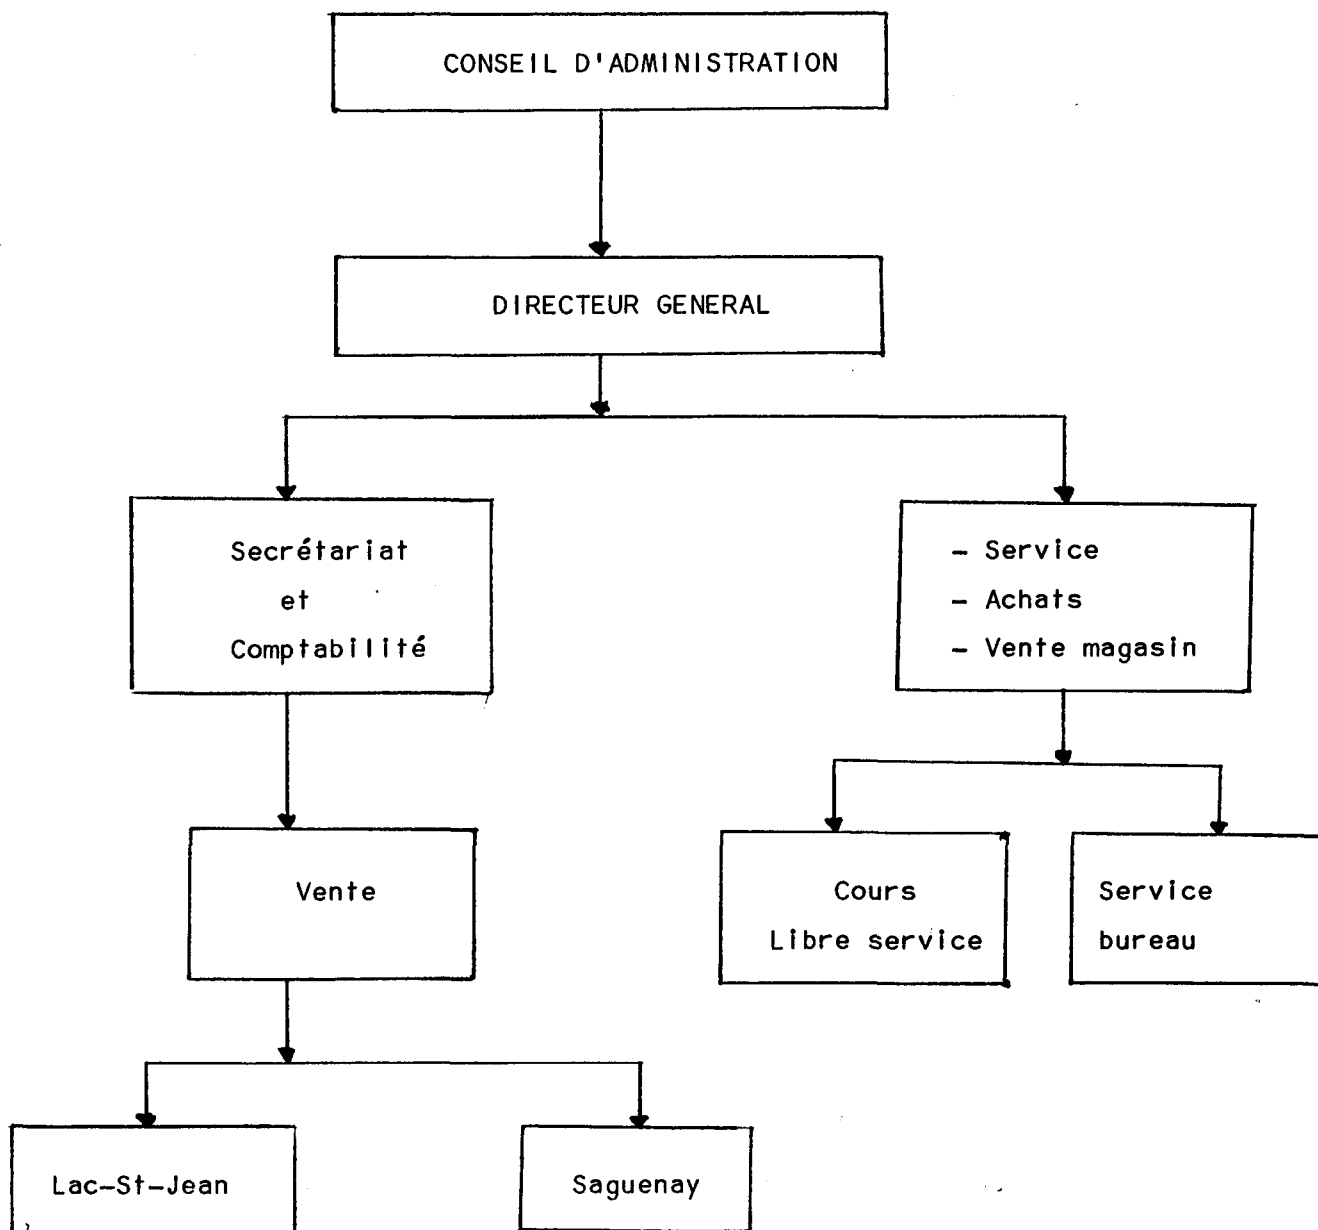 CONSEIL D'ADMINISTRATION
DIRECTEUR GENERAL
Secrétariat
et
Comptabilité
- Service
- Achats
- Vente magasin
Vente
Cours
Libre service
Service
bureau
Lac-St-Jean
Saguenay